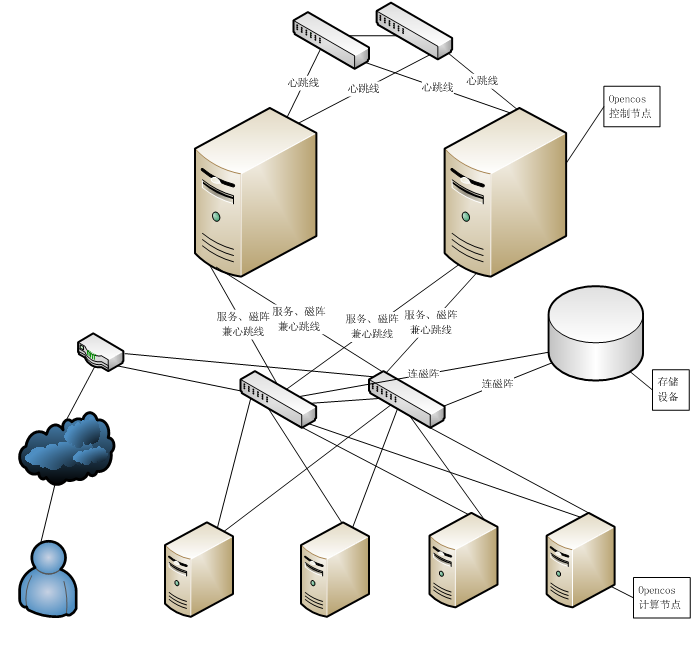 心跳线
心跳线
心跳线
心跳线
Opencos
控制节点
服务、磁阵
兼心跳线
服务、磁阵
兼心跳线
服务、磁阵
兼心跳线
服务、磁阵
兼心跳线
连磁阵
连磁阵
存储
设备
Opencos
计算节点